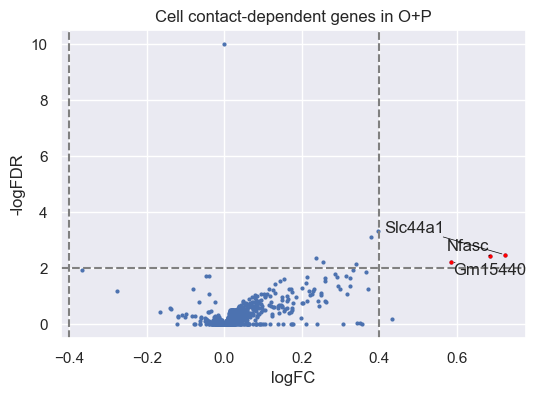 Cell contact-dependent genes in O+P
10
8
6
4
2
0
-logFDR
Slc44a1
Nfasc
Gm15440
−0.4
−0.2
0.0
0.2
0.4
0.6
logFC